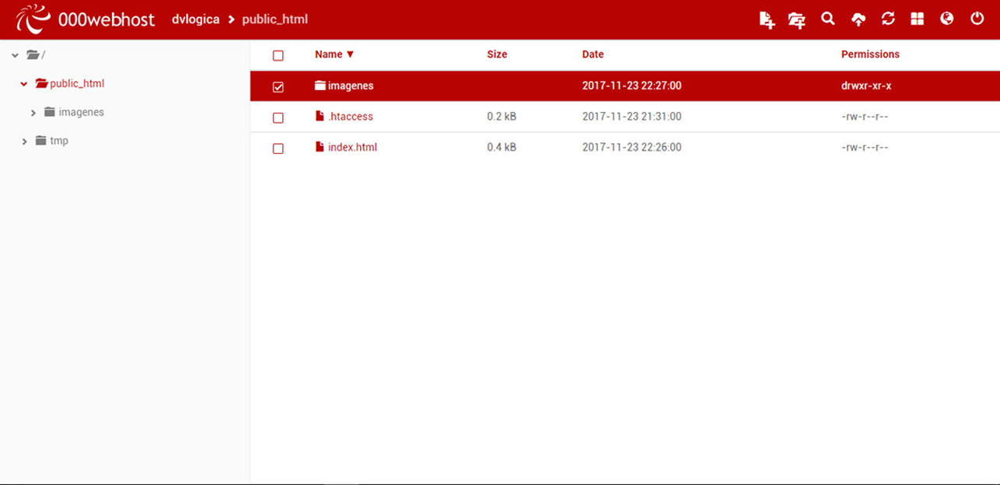 000webhost dvlogica > public_html
/
public_html
imagenes
tmp
Name ▼ Size Date Permissions
imagenes 2017-11-23 22:27:00 drwxr-xr-x
.htaccess 0.2 kB 2017-11-23 21:31:00 -rw-r--r--
index.html 0.4 kB 2017-11-23 22:26:00 -rw-r--r--